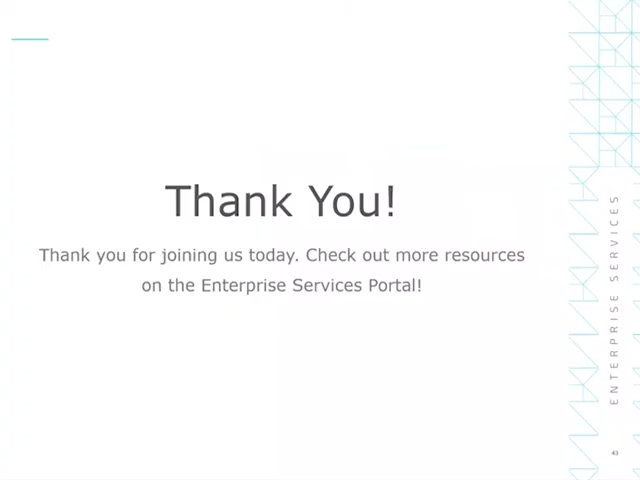 Thank You!
Thank you for joining us today. Check out more resources
on the Enterprise Services Portal!
ENTERPRISE SERVICES
43